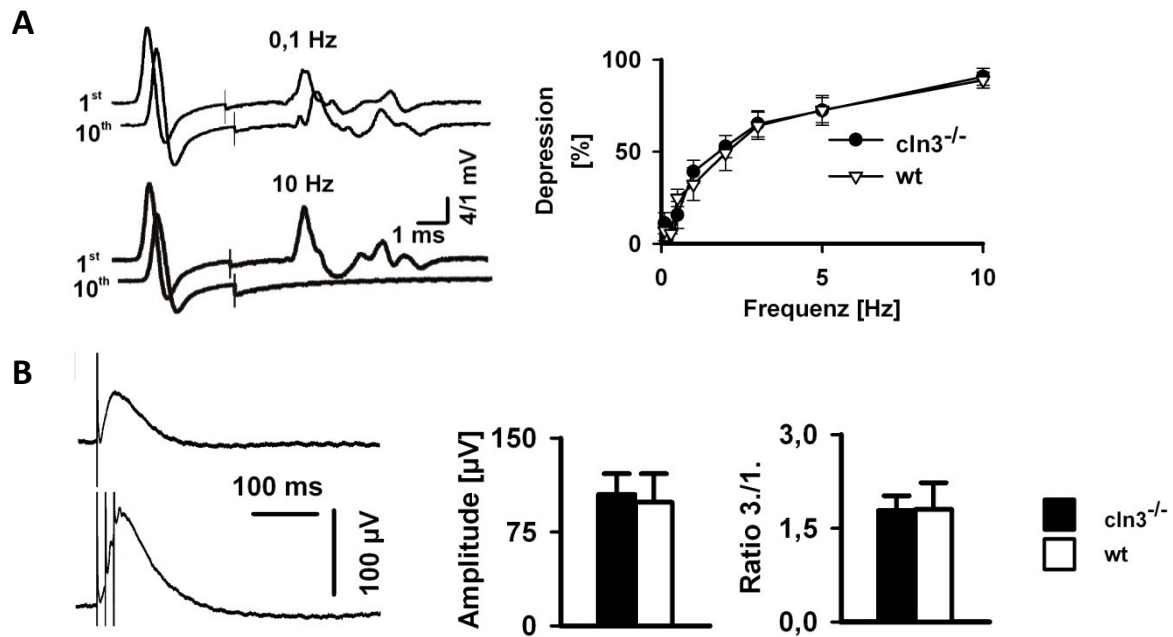 A
0,1 Hz
1st
10th
10 Hz
4/1 mV
1 ms
1st
10th
Depression
[%]
100
50
0
cln3-/-
wt
0
5
10
Frequenz [Hz]
B
100 ms
100 µV
Amplitude [µV]
150
75
0
Ratio 3./1.
3,0
1,5
0,0
cln3-/-
wt